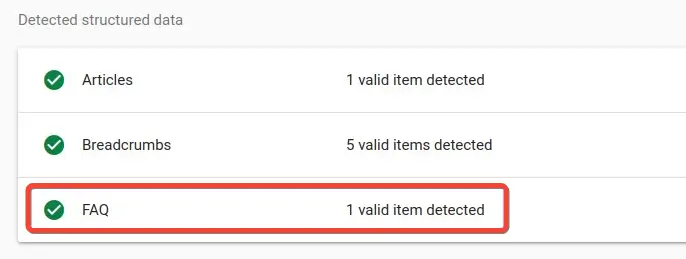 Detected structured data
Articles 1 valid item detected
Breadcrumbs 5 valid items detected
FAQ 1 valid item detected